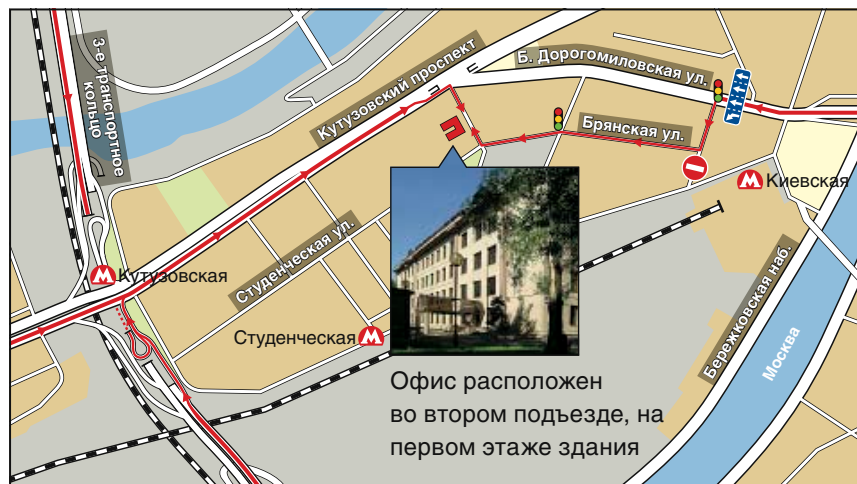 3-е транспортное
кольцо
Кутузовский проспект
Б. Дорогомиловская ул.
Брянская ул.
М Киевская
Студенческая ул.
М Кутузовская
Студенческая М
Бережковская наб.
Москва
Офис расположен
во втором подъезде, на
первом этаже здания